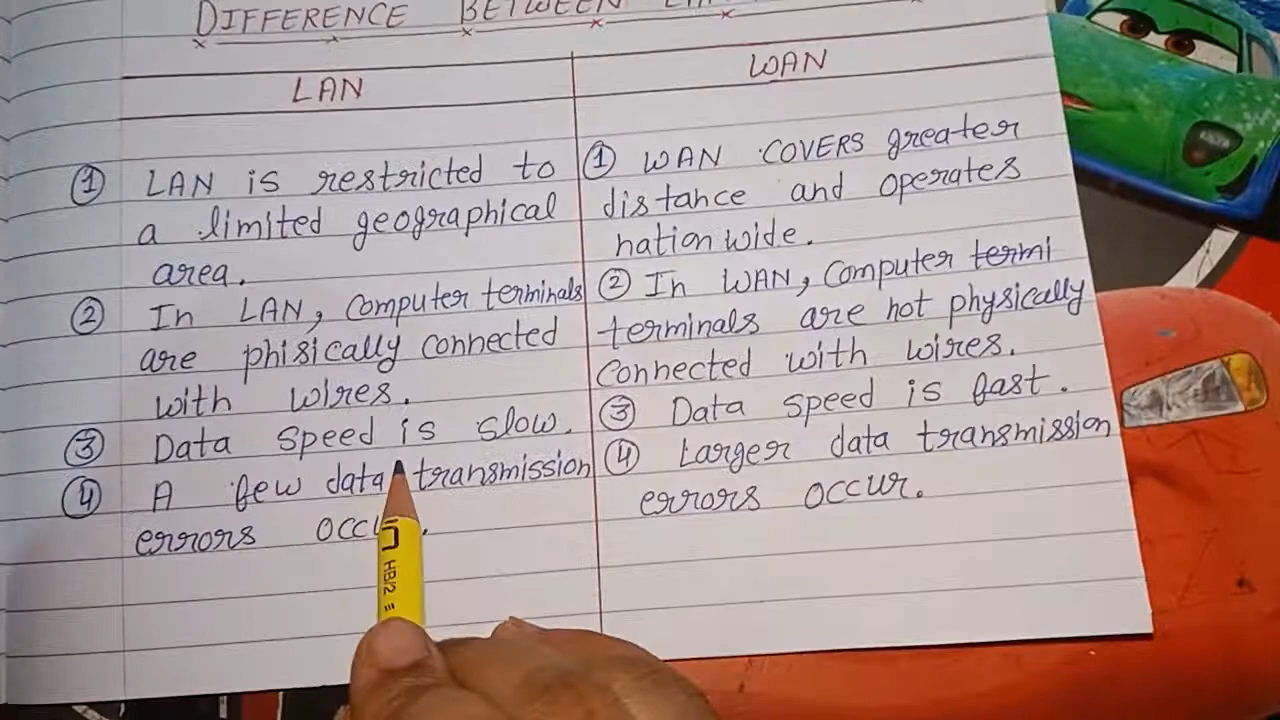 DIFFERENCE BETWEEN
LAN
WAN
① LAN is restricted to
a limited geographical
area.
② In LAN, computer terminals
are phisically connected
with wires.
③ Data speed is slow.
④ A few data transmission
errors occur.
① WAN COVERS greater
distance and operates
nation wide.
② In WAN, computer termi
terminals are not physically
connected with wires.
③ Data speed is fast.
④ Larger data transmission
errors occur.
HB/2